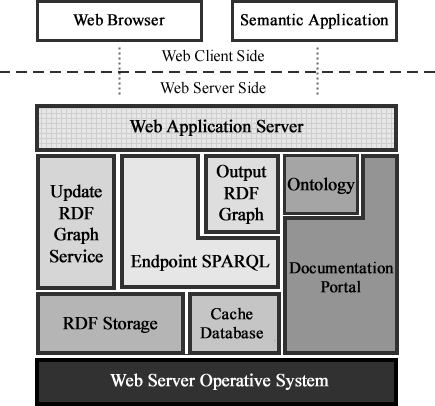 Web Browser
Semantic Application
Web Client Side
Web Server Side
Web Application Server
Update
RDF
Graph
Service
Output
RDF
Graph
Ontology
Endpoint SPARQL
Documentation
Portal
RDF Storage
Cache
Database
Web Server Operative System